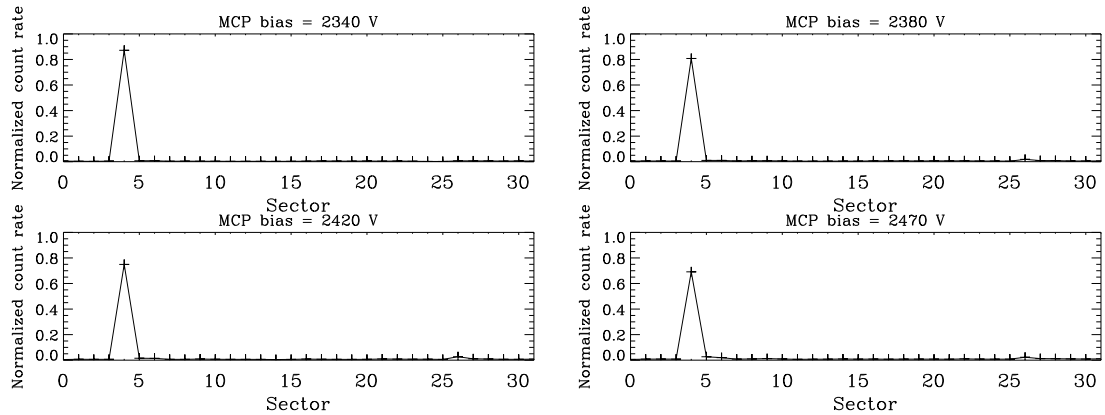 MCP bias = 2340 V
Normalized count rate
1.0
0.8
0.6
0.4
0.2
0.0
0 5 10 15 20 25 30
Sector
MCP bias = 2380 V
Normalized count rate
1.0
0.8
0.6
0.4
0.2
0.0
0 5 10 15 20 25 30
Sector
MCP bias = 2420 V
Normalized count rate
1.0
0.8
0.6
0.4
0.2
0.0
0 5 10 15 20 25 30
Sector
MCP bias = 2470 V
Normalized count rate
1.0
0.8
0.6
0.4
0.2
0.0
0 5 10 15 20 25 30
Sector